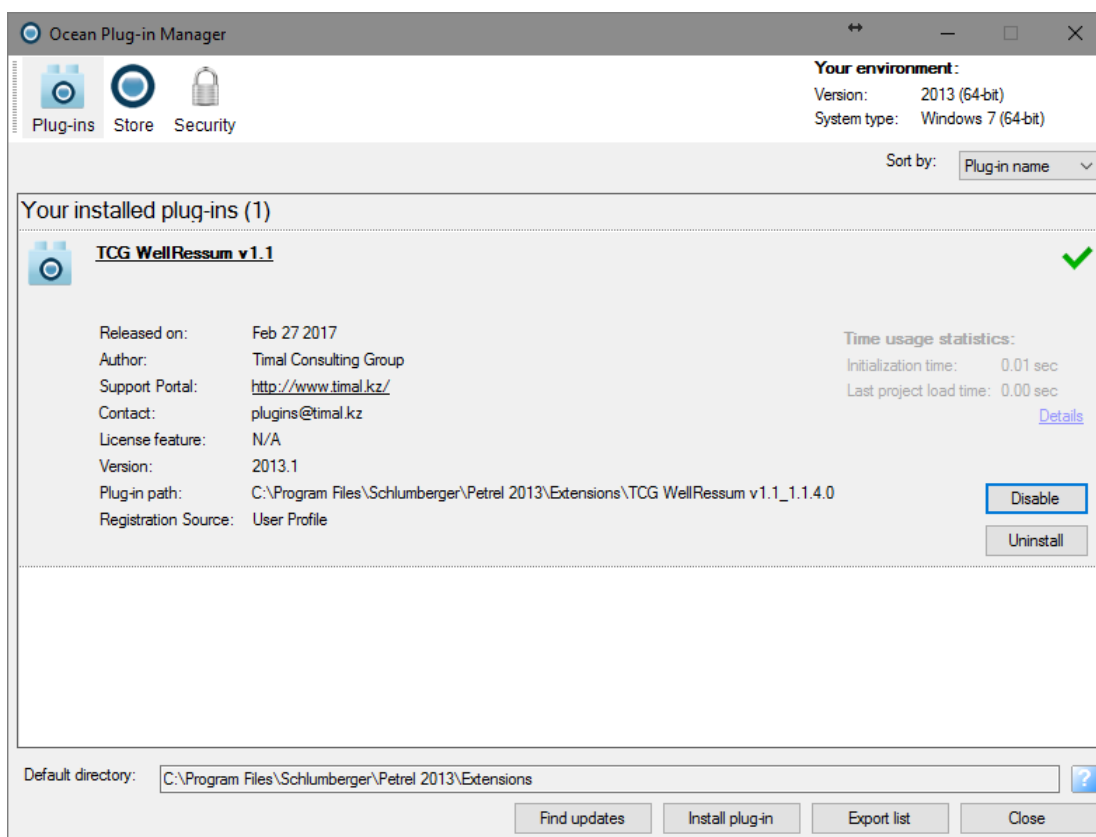 Ocean Plug-in Manager
Plug-ins Store Security
Your environment:
Version: 2013 (64-bit)
System type: Windows 7 (64-bit)
Sort by: Plug-in name
Your installed plug-ins (1)
TCG WellRessum v1.1
Released on: Feb 27 2017
Author: Timal Consulting Group
Support Portal: http://www.timal.kz/
Contact: plugins@timal.kz
License feature: N/A
Version: 2013.1
Plug-in path: C:\Program Files\Schlumberger\Petrel 2013\Extensions\TCG WellRessum v1.1_1.1.4.0
Registration Source: User Profile
Time usage statistics:
Initialization time: 0.01 sec
Last project load time: 0.00 sec
Details
Disable
Uninstall
Default directory: C:\Program Files\Schlumberger\Petrel 2013\Extensions ?
Find updates Install plug-in Export list Close